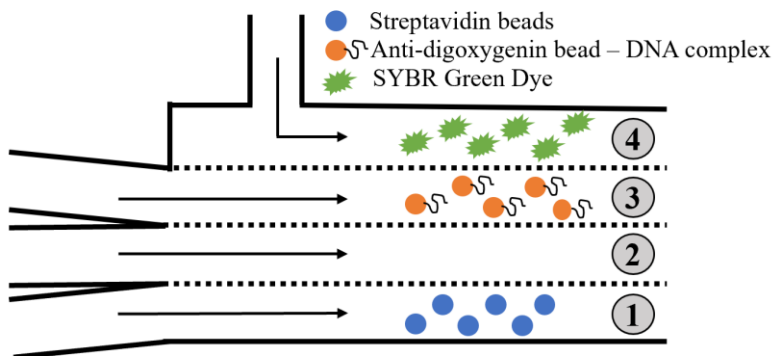 Streptavidin beads
Anti-digoxygenin bead – DNA complex
SYBR Green Dye
4
3
2
1